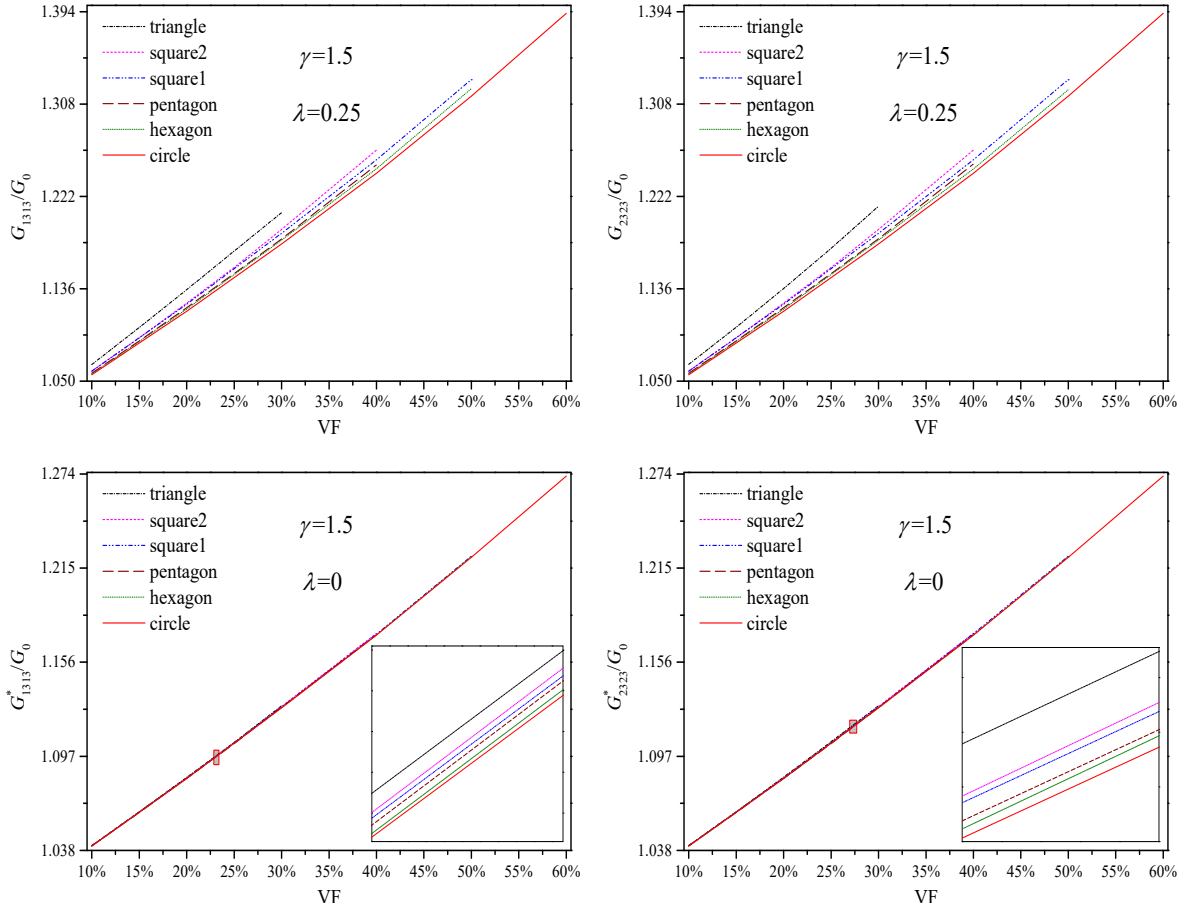 1.394
1.308
1.222
1.136
1.050
G1313/G0
triangle
square2
square1
pentagon
hexagon
circle
γ=1.5
λ=0.25
10% 15% 20% 25% 30% 35% 40% 45% 50% 55% 60%
VF
1.394
1.308
1.222
1.136
1.050
G2323/G0
triangle
square2
square1
pentagon
hexagon
circle
γ=1.5
λ=0.25
10% 15% 20% 25% 30% 35% 40% 45% 50% 55% 60%
VF
1.274
1.215
1.156
1.097
1.038
G*1313/G0
triangle
square2
square1
pentagon
hexagon
circle
γ=1.5
λ=0
10% 15% 20% 25% 30% 35% 40% 45% 50% 55% 60%
VF
1.274
1.215
1.156
1.097
1.038
G*2323/G0
triangle
square2
square1
pentagon
hexagon
circle
γ=1.5
λ=0
10% 15% 20% 25% 30% 35% 40% 45% 50% 55% 60%
VF